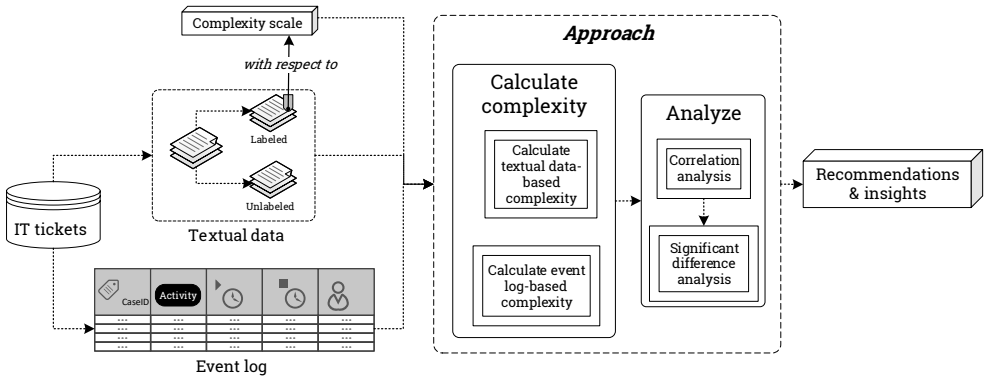 Complexity scale
with respect to
Labeled
Unlabeled
Textual data
IT tickets
CaseID
Activity
---  ---  ---  ---  ---
---  ---  ---  ---  ---
---  ---  ---  ---  ---
---  ---  ---  ---  ---
Event log
Approach
Calculate
complexity
Calculate
textual data-
based
complexity
Calculate event
log-based
complexity
Analyze
Correlation
analysis
Significant
difference
analysis
Recommendations
& insights